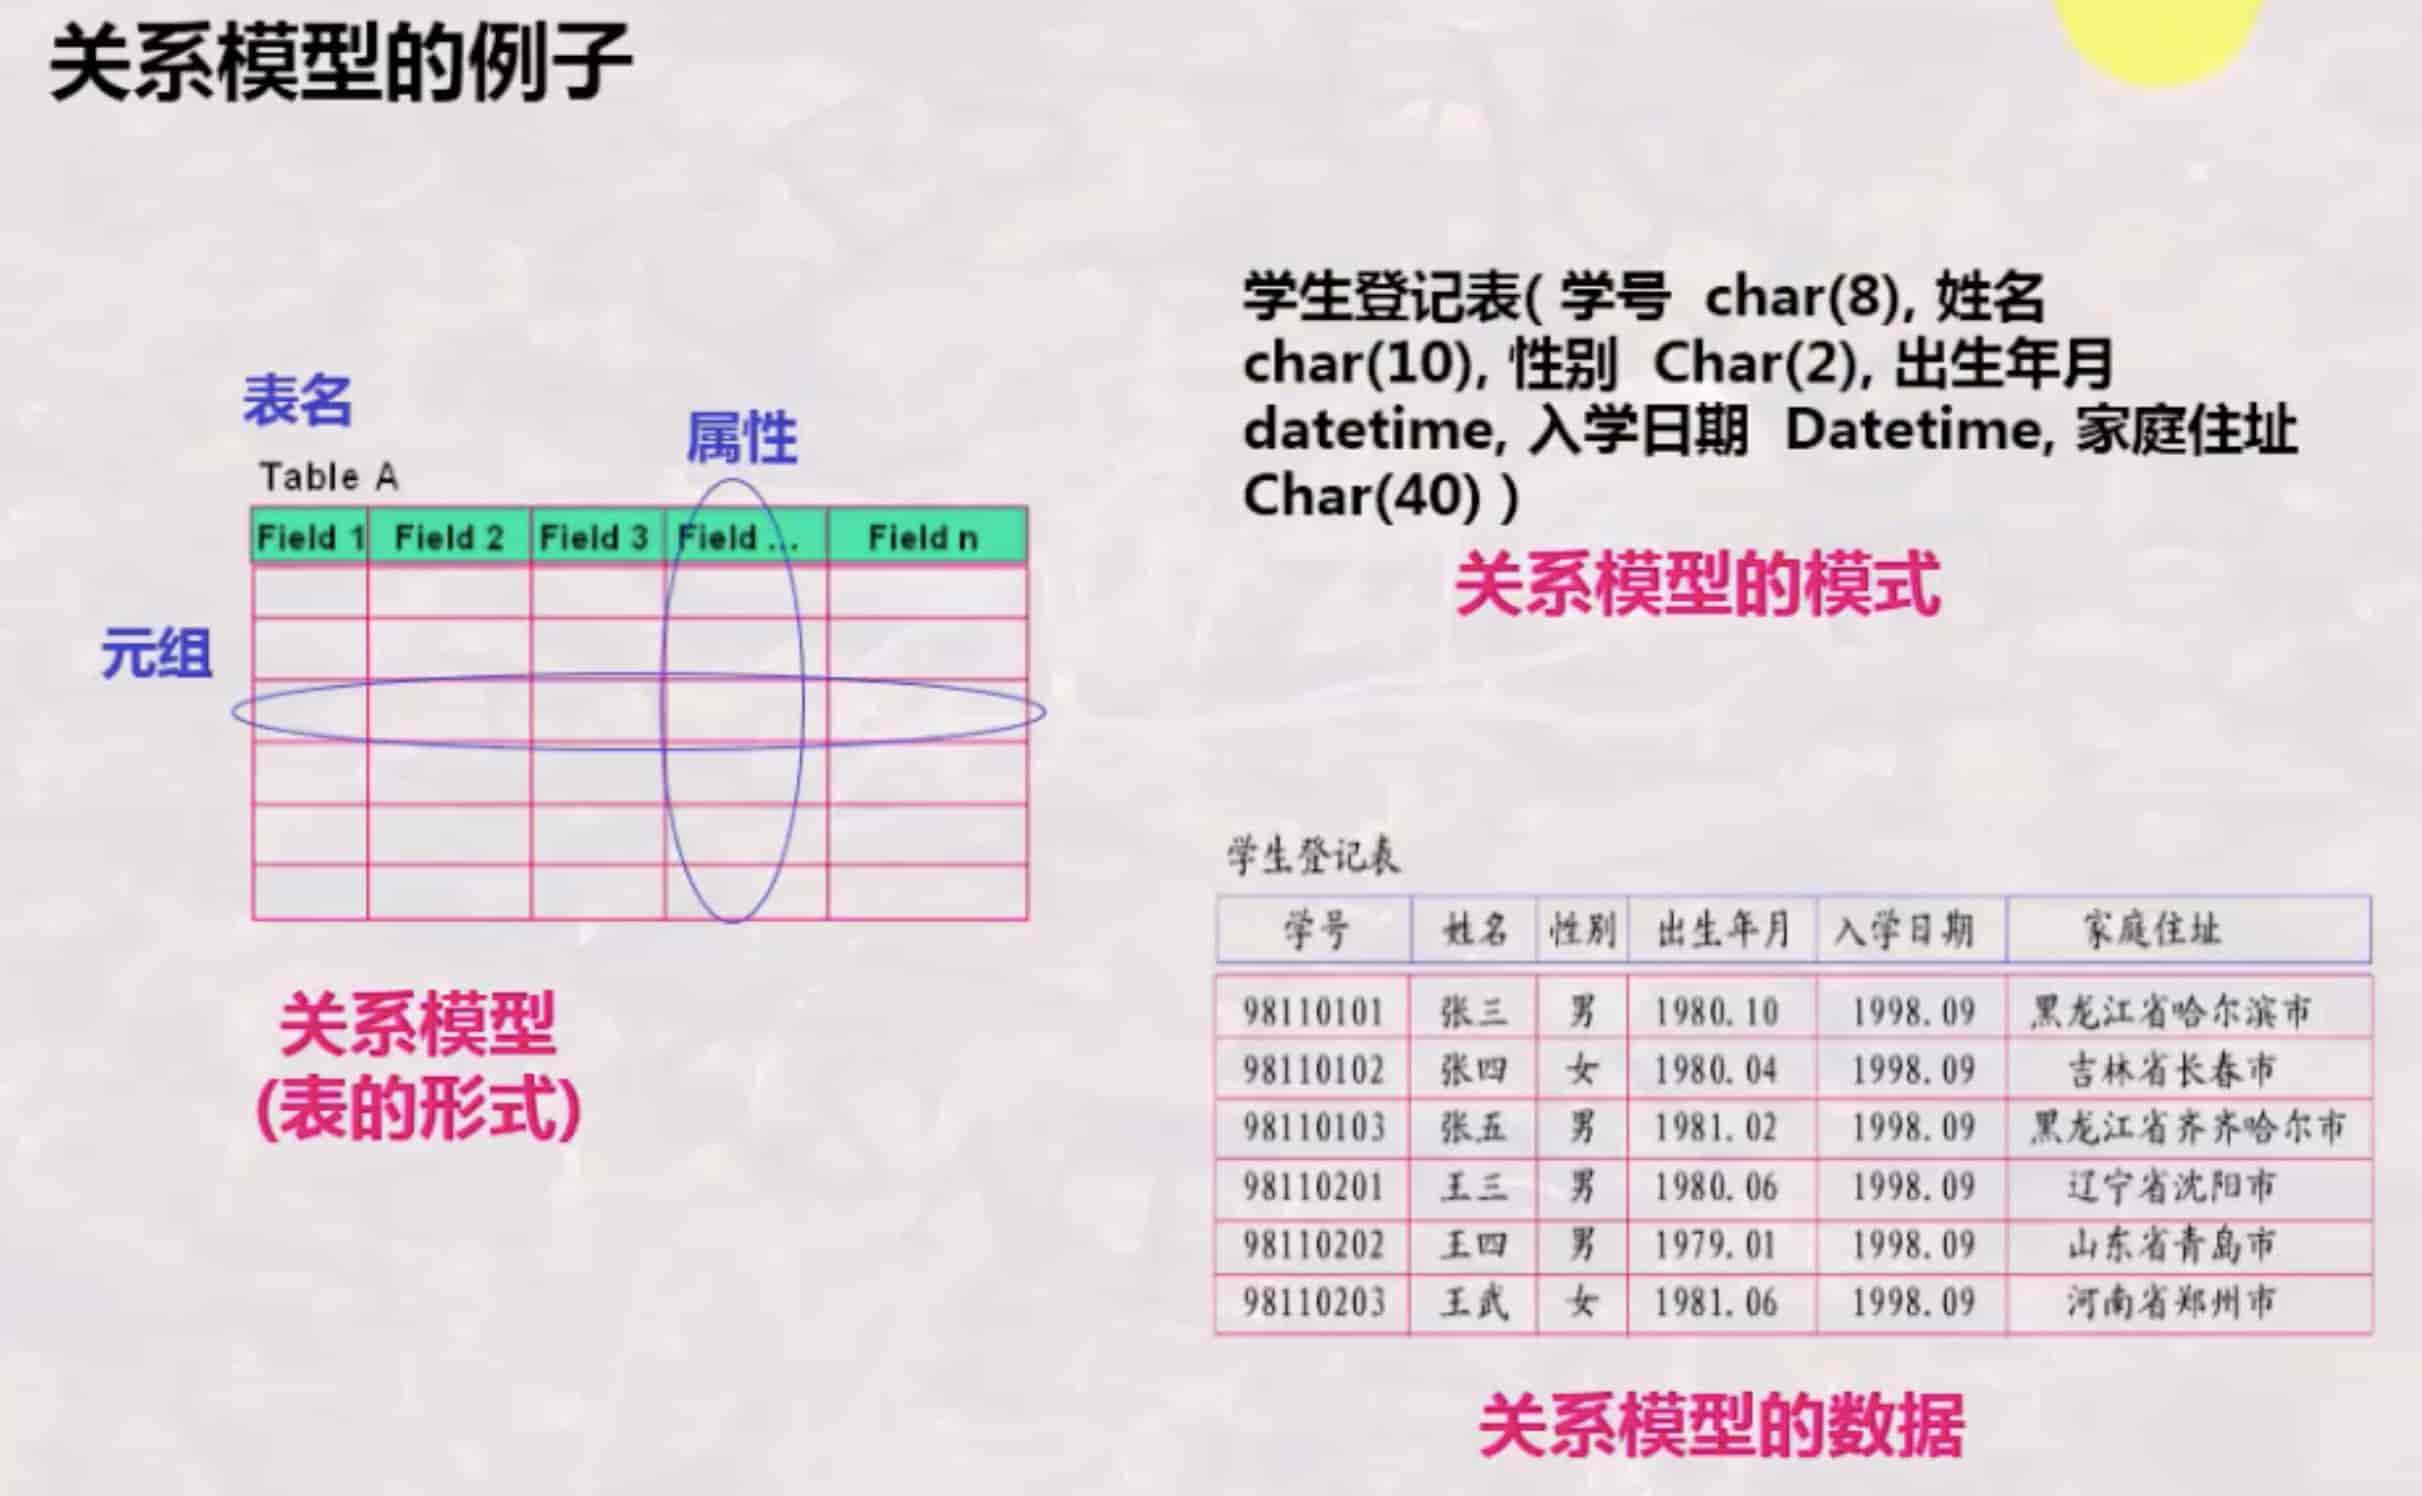 关系模型的例子
表名
属性
Table A
Field 1 Field 2 Field 3 Field ... Field n
元组
关系模型
(表的形式)
学生登记表( 学号 char(8), 姓名
char(10), 性别 Char(2), 出生年月
datetime, 入学日期 Datetime, 家庭住址
Char(40) )
关系模型的模式
学生登记表
学号 姓名 性别 出生年月 入学日期 家庭住址
98110101 张三 男 1980.10 1998.09 黑龙江省哈尔滨市
98110102 张四 女 1980.04 1998.09 吉林省长春市
98110103 张五 男 1981.02 1998.09 黑龙江省齐齐哈尔市
98110201 王三 男 1980.06 1998.09 辽宁省沈阳市
98110202 王四 男 1979.01 1998.09 山东省青岛市
98110203 王武 女 1981.06 1998.09 河南省郑州市
关系模型的数据